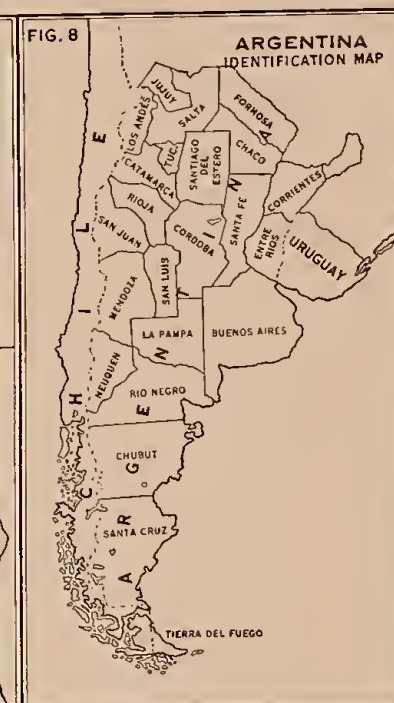 FIG. 8
ARGENTINA
IDENTIFICATION MAP
JUJUY
LOS ANDES
SALTA
FORMOSA
CHACO
TUC.
SANTIAGO
DEL
ESTERO
CATAMARCA
RIOJA
SANTA FE
CORRIENTES
SAN JUAN
CORDOBA
ENTRE
RIOS
URUGUAY
MENDOZA
SAN LUIS
LA PAMPA
BUENOS AIRES
NEUQUEN
RIO NEGRO
CHUBUT
SANTA CRUZ
TIERRA DEL FUEGO
CHILE
ARGENTINA